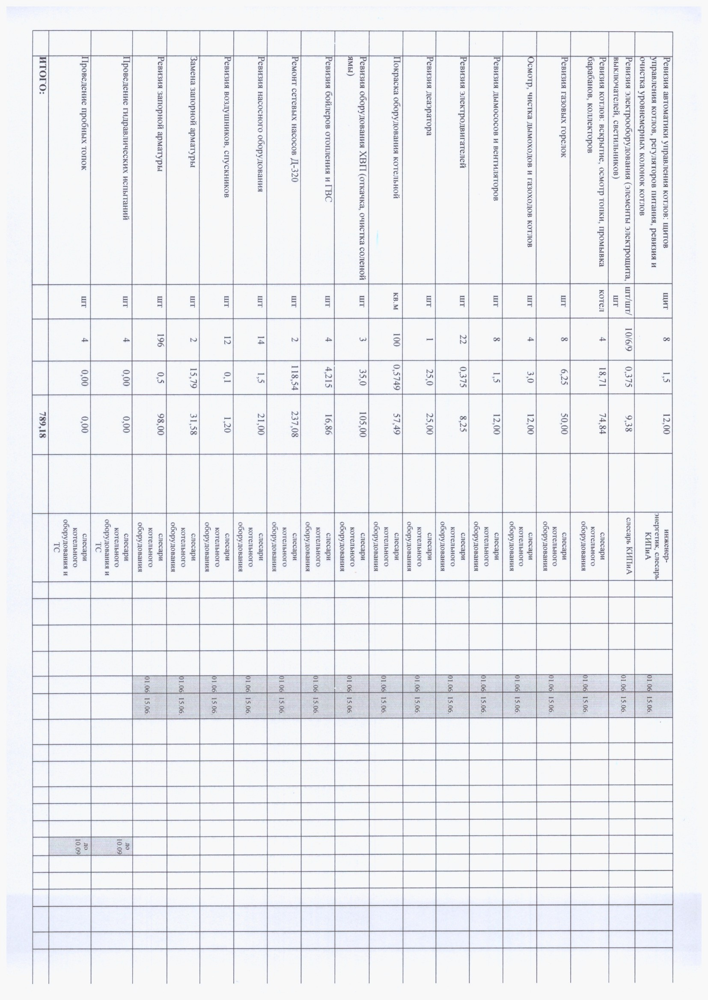 Ревизия автоматики управления котлов: щитов
управления котлов, регуляторов питания, ревизия и
очистка уровнемерных колонок котлов
щит
8
1,5
12,00
инженер-
энергетик, слесарь
КИПиА
01.06
15.06.
Ревизия электрооборудования (элементы электрощита,
выключателей, светильников)
шт/шт/
шт
10/6/9
0,375
9,38
слесарь КИПиА
01.06
15.06.
Ревизия котлов: вскрытие, осмотр топки, промывка
барабанов, коллекторов
котел
4
18,71
74,84
слесари
котельного
оборудования
01.06
15.06.
Ревизия газовых горелок
шт
8
6,25
50,00
слесари
котельного
оборудования
01.06
15.06.
Осмотр, чистка дымоходов и газоходов котлов
шт
4
3,0
12,00
слесари
котельного
оборудования
01.06
15.06.
Ревизия дымососов и вентиляторов
шт
8
1,5
12,00
слесари
котельного
оборудования
01.06
15.06.
Ревизия электродвигателей
шт
22
0,375
8,25
слесари
котельного
оборудования
01.06
15.06.
Ревизия деаэратора
шт
1
25,0
25,00
слесари
котельного
оборудования
01.06
15.06.
Покраска оборудования котельной
кв.м
100
0,5749
57,49
слесари
котельного
оборудования
01.06
15.06.
Ревизия оборудования ХВП (откачка, очистка соленой
ямы)
шт
3
35,0
105,00
слесари
котельного
оборудования
01.06
15.06.
Ревизия бойлеров отопления и ГВС
шт
4
4,215
16,86
слесари
котельного
оборудования
01.06
15.06.
Ремонт сетевых насосов Д-320
шт
2
118,54
237,08
слесари
котельного
оборудования
01.06
15.06.
Ревизия насосного оборудования
шт
14
1,5
21,00
слесари
котельного
оборудования
01.06
15.06.
Ревизия воздушников, спускников
шт
12
0,1
1,20
слесари
котельного
оборудования
01.06
15.06.
Замена запорной арматуры
шт
2
15,79
31,58
слесари
котельного
оборудования
01.06
15.06.
Ревизия запорной арматуры
шт
196
0,5
98,00
слесари
котельного
оборудования
01.06
15.06.
Проведение гидравлических испытаний
шт
4
0,00
0,00
слесари
котельного
оборудования и
ТС
до
10.09
Проведение пробных топок
шт
4
0,00
0,00
слесари
котельного
оборудования и
ТС
до
10.09
ИТОГО:
789,18